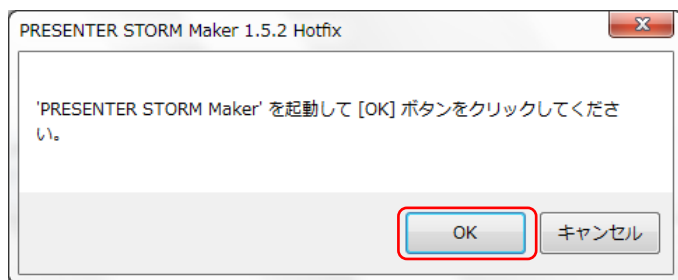 PRESENTER STORM Maker 1.5.2 Hotfix
'PRESENTER STORM Maker' を起動して [OK] ボタンをクリックしてくださ
い。
OK
キャンセル